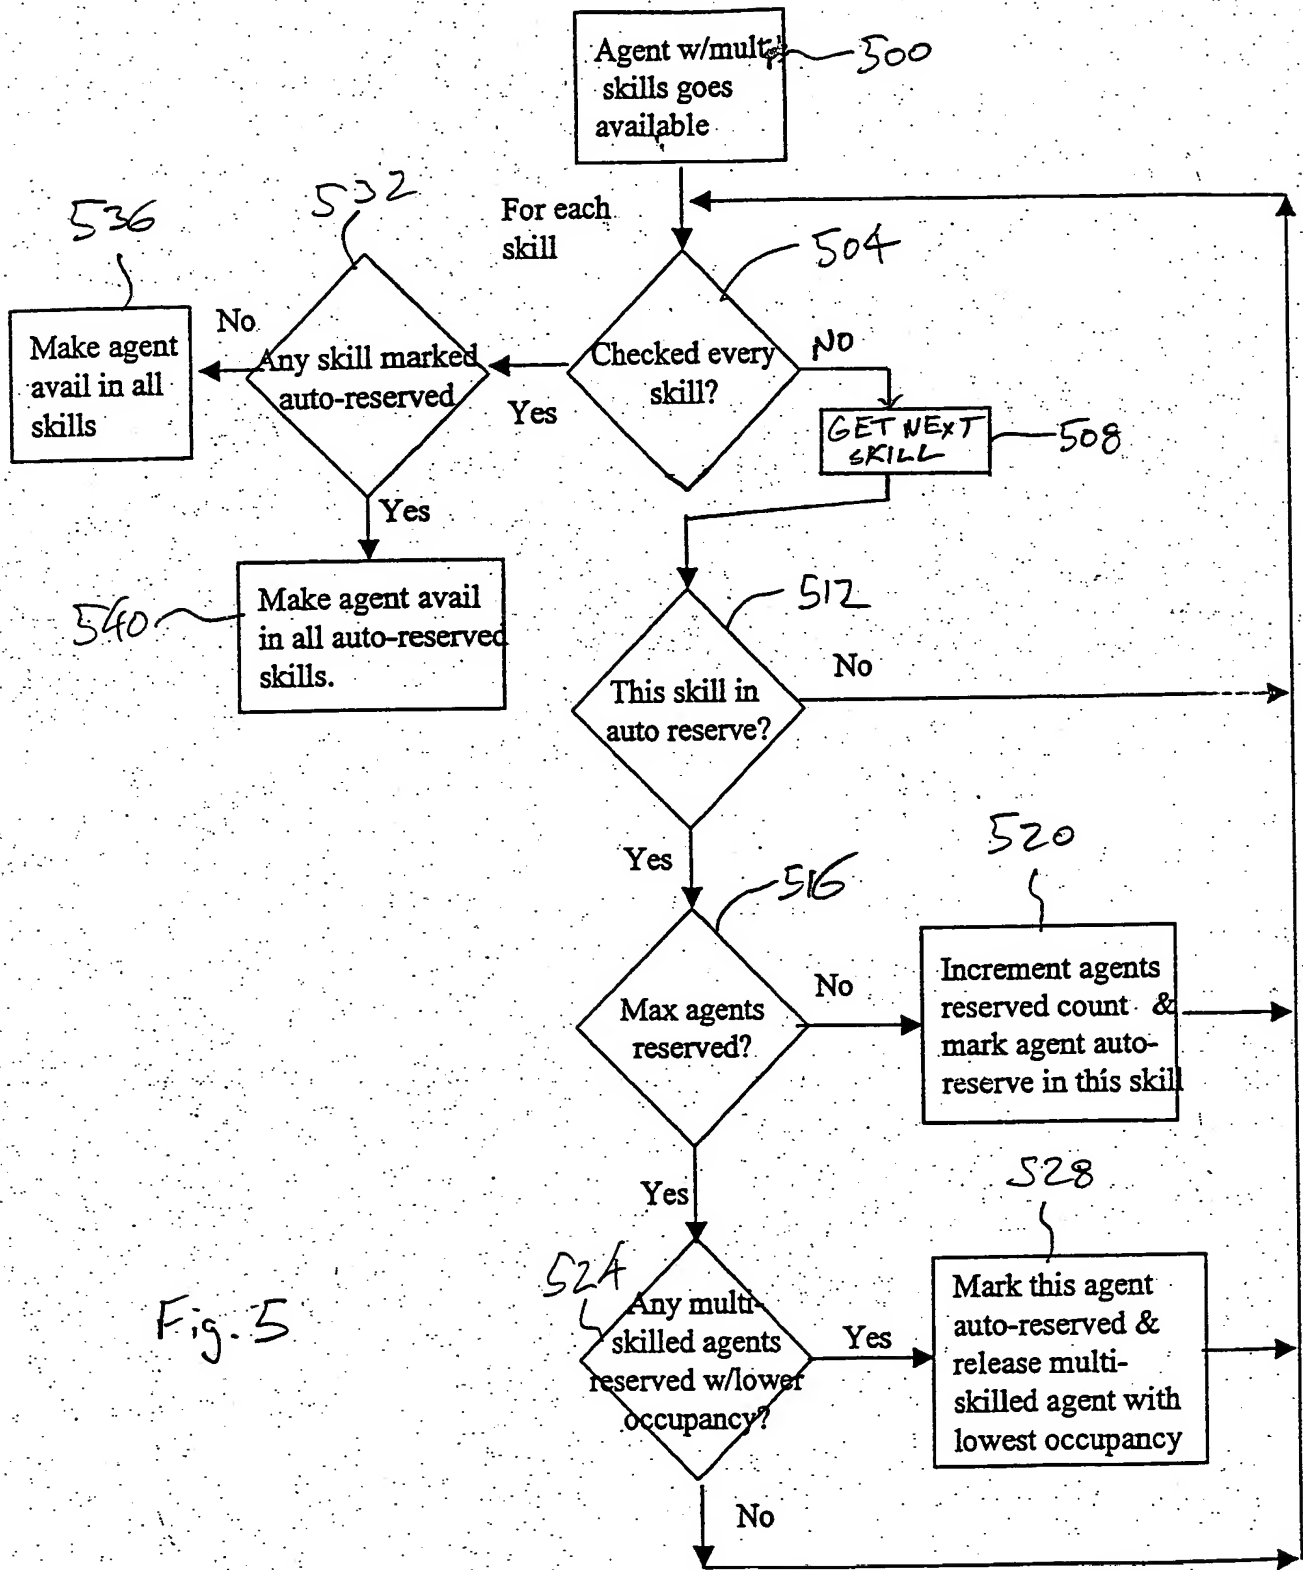 Agent w/multi
skills goes
available
500
For each
skill
504
Checked every
skill?
NO
Yes
GET NEXT
SKILL
508
532
Any skill marked
auto-reserved
No
536
Make agent
avail in all
skills
Yes
540
Make agent avail
in all auto-reserved
skills.
512
This skill in
auto reserve?
No
Yes
516
Max agents
reserved?
No
520
Increment agents
reserved count &
mark agent auto-
reserve in this skill
Yes
524
Any multi-
skilled agents
reserved w/lower
occupancy?
Yes
528
Mark this agent
auto-reserved &
release multi-
skilled agent with
lowest occupancy
No
Fig. 5